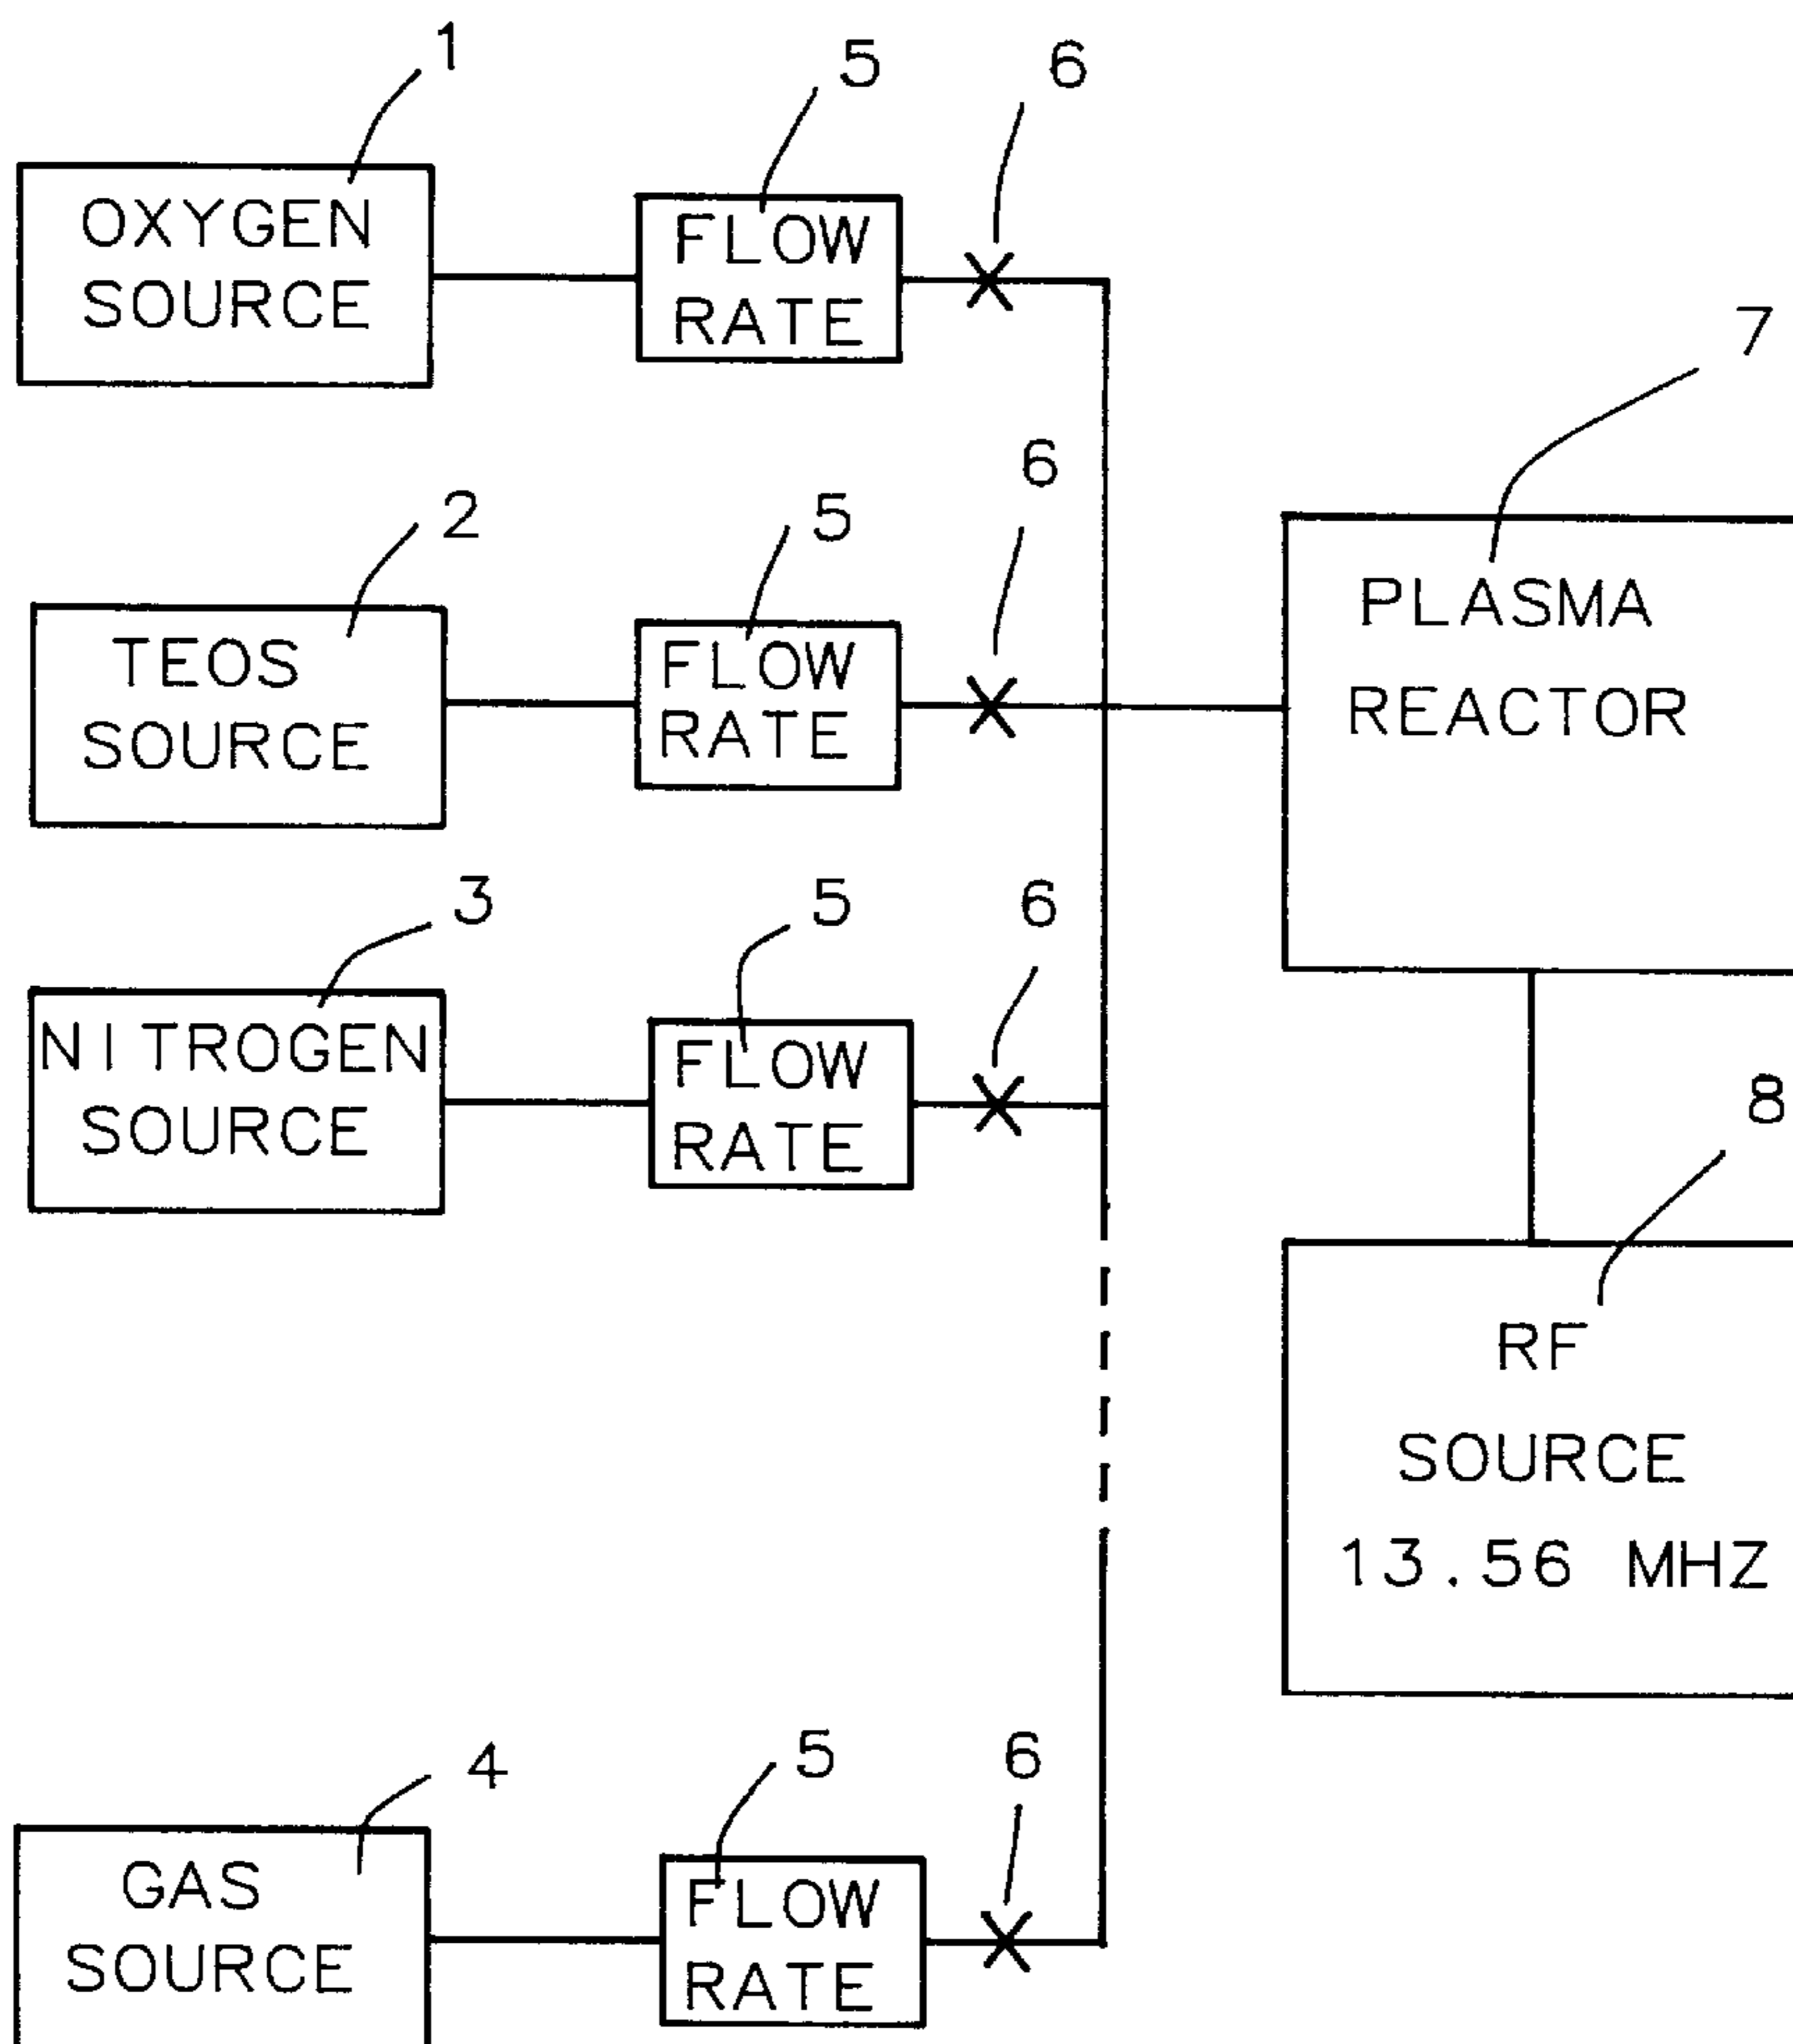 1
5
6
OXYGEN
SOURCE
FLOW
RATE
7
6
2
5
PLASMA
REACTOR
TEOS
SOURCE
FLOW
RATE
3
5
6
NITROGEN
SOURCE
FLOW
RATE
8
RF
SOURCE
13.56 MHZ
4
5
6
GAS
SOURCE
FLOW
RATE